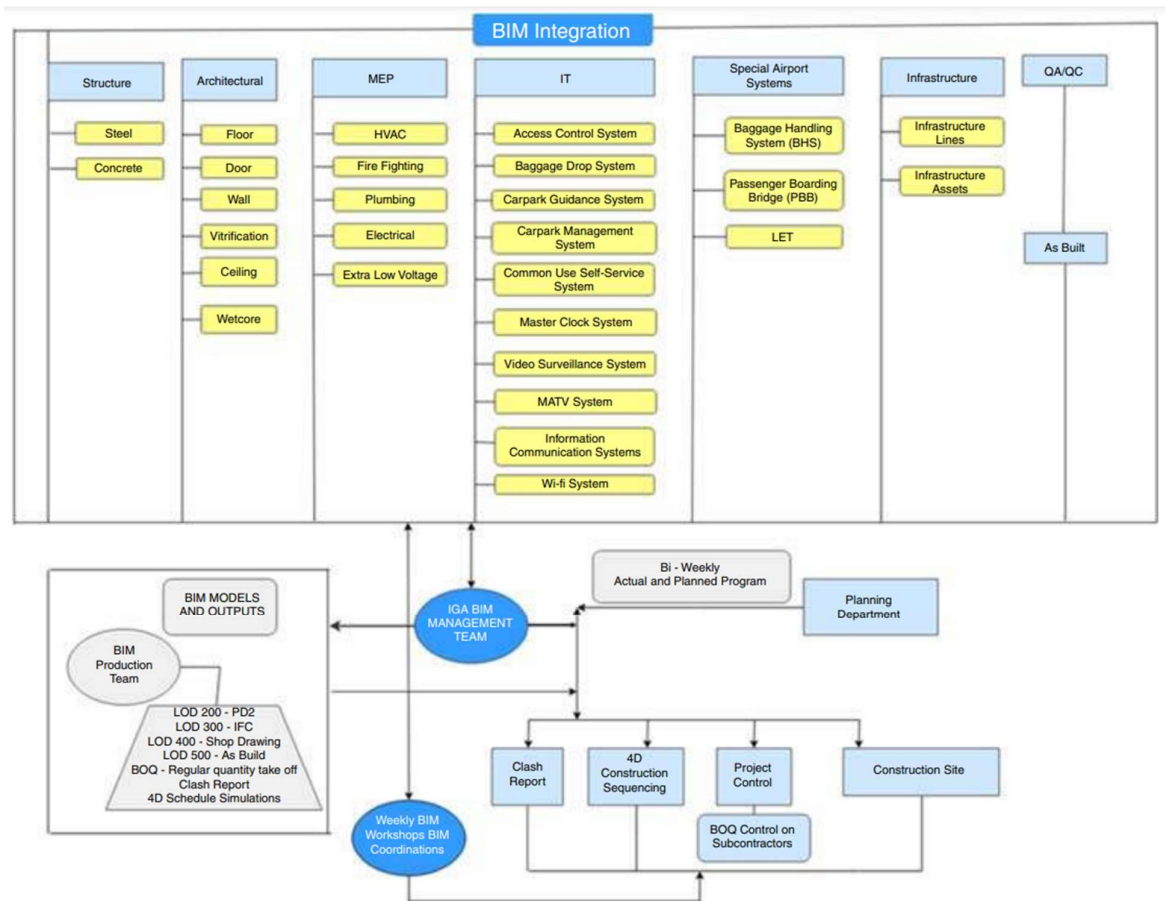 BIM Integration
Structure
Steel
Concrete
Architectural
Floor
Door
Wall
Vitrification
Ceiling
Wetcore
MEP
HVAC
Fire Fighting
Plumbing
Electrical
Extra Low Voltage
IT
Access Control System
Baggage Drop System
Carpark Guidance System
Carpark Management
System
Common Use Self-Service
System
Master Clock System
Video Surveillance System
MATV System
Information
Communication Systems
Wi-fi System
Special Airport
Systems
Baggage Handling
System (BHS)
Passenger Boarding
Bridge (PBB)
LET
Infrastructure
Infrastructure
Lines
Infrastructure
Assets
QA/QC
As Built
BIM MODELS
AND OUTPUTS
BIM
Production
Team
LOD 200 - PD2
LOD 300 - IFC
LOD 400 - Shop Drawing
LOD 500 - As Build
BOQ - Regular quantity take off
Clash Report
4D Schedule Simulations
IGA BIM
MANAGEMENT
TEAM
Bi - Weekly
Actual and Planned Program
Planning
Department
Clash
Report
4D
Construction
Sequencing
Project
Control
Construction Site
BOQ Control on
Subcontractors
Weekly BIM
Workshops BIM
Coordinations